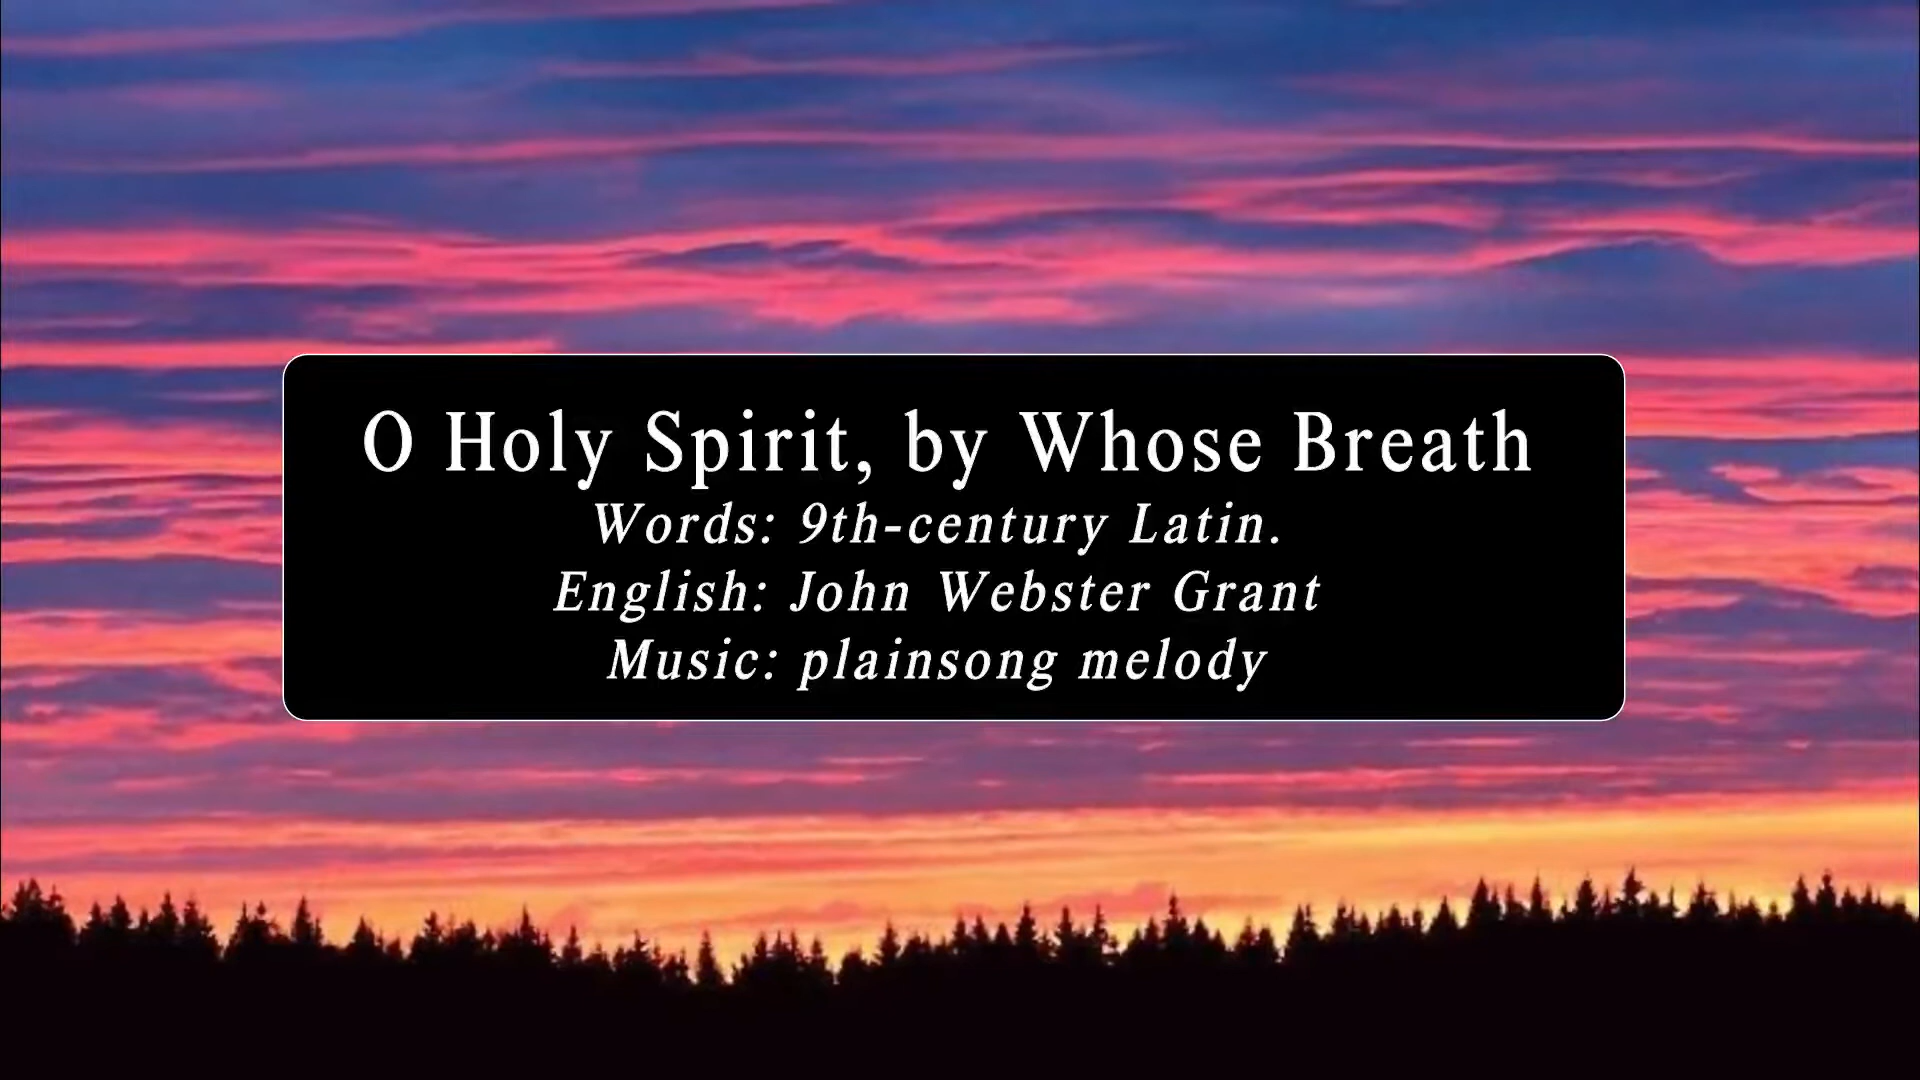 O Holy Spirit, by Whose Breath
Words: 9th-century Latin.
English: John Webster Grant
Music: plainsong melody